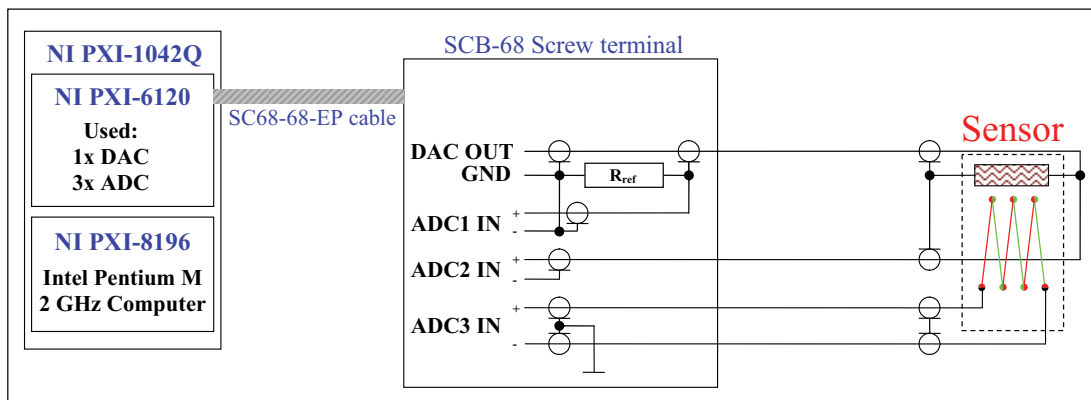 NI PXI-1042Q
NI PXI-6120
Used:
1x DAC
3x ADC
NI PXI-8196
Intel Pentium M
2 GHz Computer
SC68-68-EP cable
SCB-68 Screw terminal
DAC OUT
GND
Rref
ADC1 IN
+
-
ADC2 IN
+
-
ADC3 IN
+
-
Sensor